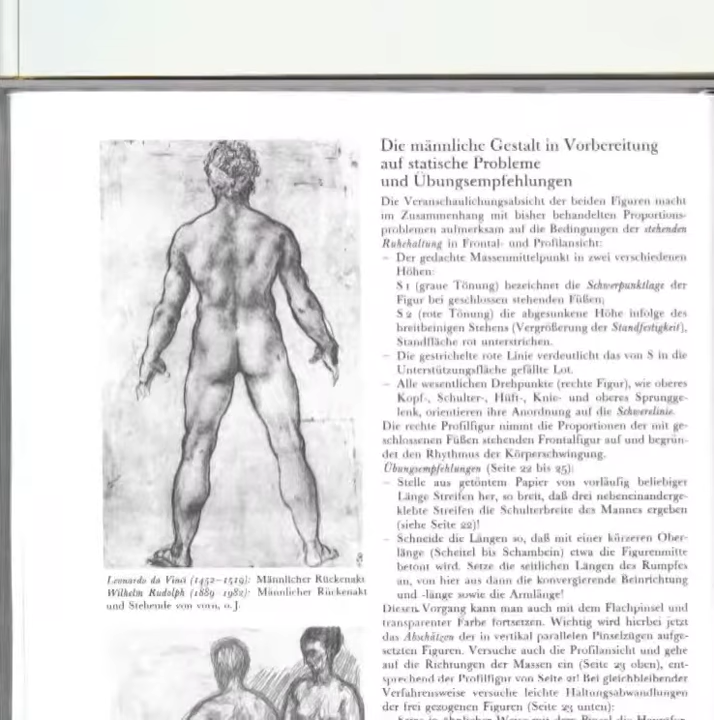 Die männliche Gestalt in Vorbereitung
auf statische Probleme
und Übungsempfehlungen
Die Veranschaulichungsabsicht der beiden Figuren macht
im Zusammenhang mit bisher behandelten Proportions-
problemen aufmerksam auf die Bedingungen der stehenden
Ruhehaltung in Frontal- und Profilansicht:
– Der gedachte Massenmittelpunkt in zwei verschiedenen
Höhen:
S 1 (graue Tönung) bezeichnet die Schwerpunktlage der
Figur bei geschlossen stehenden Füßen;
S 2 (rote Tönung) die abgesunkene Höhe infolge des
breitbeinigen Stehens (Vergrößerung der Standfestigkeit),
Standfläche rot unterstrichen.
– Die gestrichelte rote Linie verdeutlicht das von S in die
Unterstützungsfläche gefällte Lot.
– Alle wesentlichen Drehpunkte (rechte Figur), wie oberes
Kopf-, Schulter-, Hüft-, Knie- und oberes Sprungge-
lenk, orientieren ihre Anordnung auf die Schwerelinie.
Die rechte Profilfigur nimmt die Proportionen der mit ge-
schlossenen Füßen stehenden Frontalfigur auf und begrün-
det den Rhythmus der Körperschwingung.
Übungsempfehlungen (Seite 22 bis 25):
– Stelle aus getöntem Papier von vorläufig beliebiger
Länge Streifen her, so breit, daß drei nebeneinanderge-
klebte Streifen die Schulterbreite des Mannes ergeben
(siehe Seite 22)!
– Schneide die Längen so, daß mit einer kürzeren Ober-
länge (Scheitel bis Schambein) etwa die Figurenmitte
betont wird. Setze die seitlichen Längen des Rumpfes
an, von hier aus dann die konvergierende Beinrichtung
und -länge sowie die Armlänge!
Diesen Vorgang kann man auch mit dem Flachpinsel und
transparenter Farbe fortsetzen. Wichtig wird hierbei jetzt
das Abschätzen der in vertikal parallelen Pinselzügen aufge-
setzten Figuren. Versuche auch die Profilansicht und gehe
auf die Richtungen der Massen ein (Seite 23 oben), ent-
sprechend der Profilfigur von Seite 21! Bei gleichbleibender
Verfahrensweise versuche leichte Haltungsabwandlungen
der frei gezogenen Figuren (Seite 23 unten):
Leonardo da Vinci (1452–1519): Männlicher Rückenakt
Wilhelm Rudolph (1889–1982): Männlicher Rückenakt
und Stehende von vorn, o. J.